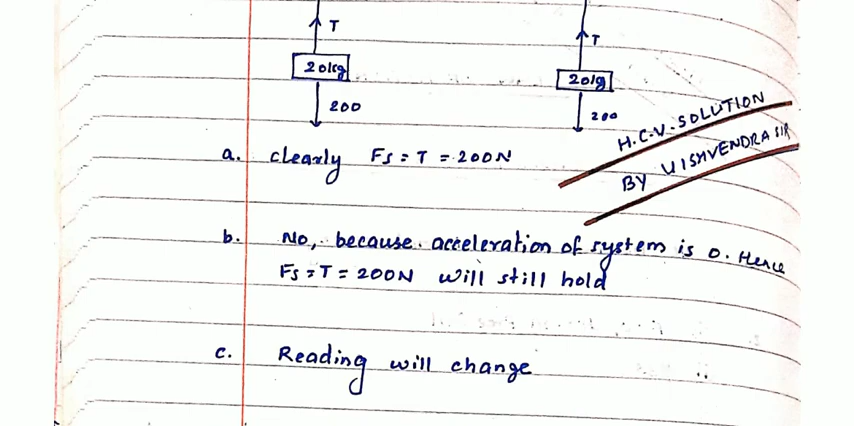 T
T
20kg
20kg
200
200
H.C.V. SOLUTION
BY VISHVENDRA SIR
a. clearly Fs = T = 200N
b. No, because acceleration of system is 0. Hence
Fs = T = 200N will still hold
c. Reading will change